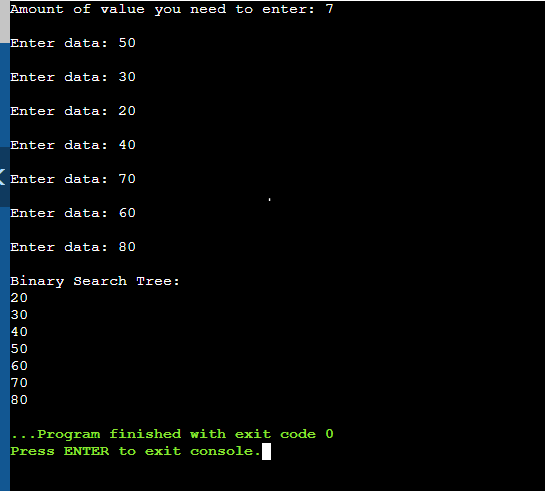 Amount of value you need to enter: 7
Enter data: 50
Enter data: 30
Enter data: 20
Enter data: 40
Enter data: 70
Enter data: 60
Enter data: 80
Binary Search Tree:
20
30
40
50
60
70
80
...Program finished with exit code 0
Press ENTER to exit console.